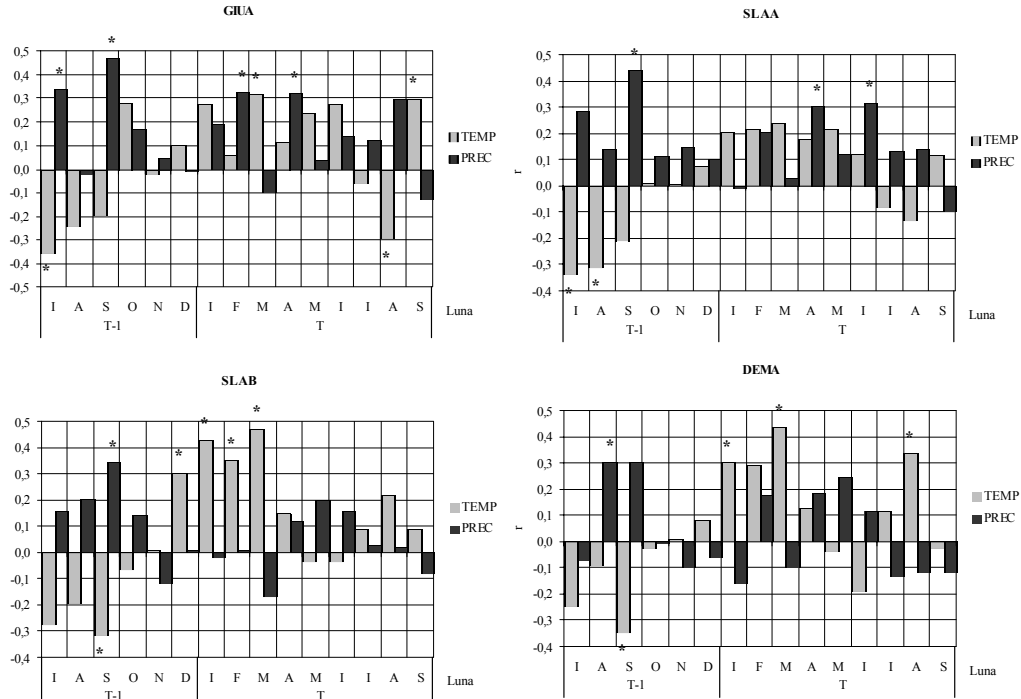 GIUA
0,5
0,4
0,3
0,2
0,1
0,0
-0,1
-0,2
-0,3
-0,4
-0,5
* * * * * * * *
TEMP
PREC
I A S O N D I F M A M I I A S
T-1 T
Luna
SLAA
r
0,5
0,4
0,3
0,2
0,1
0,0
-0,1
-0,2
-0,3
-0,4
* * * * *
TEMP
PREC
I A S O N D I F M A M I I A S
T-1 T
Luna
SLAB
0,5
0,4
0,3
0,2
0,1
0,0
-0,1
-0,2
-0,3
-0,4
* * * * * *
TEMP
PREC
I A S O N D I F M A M I I A S
T-1 T
Luna
DEMA
r
0,5
0,4
0,3
0,2
0,1
0,0
-0,1
-0,2
-0,3
-0,4
* * * * *
TEMP
PREC
I A S O N D I F M A M I I A S
T-1 T
Luna